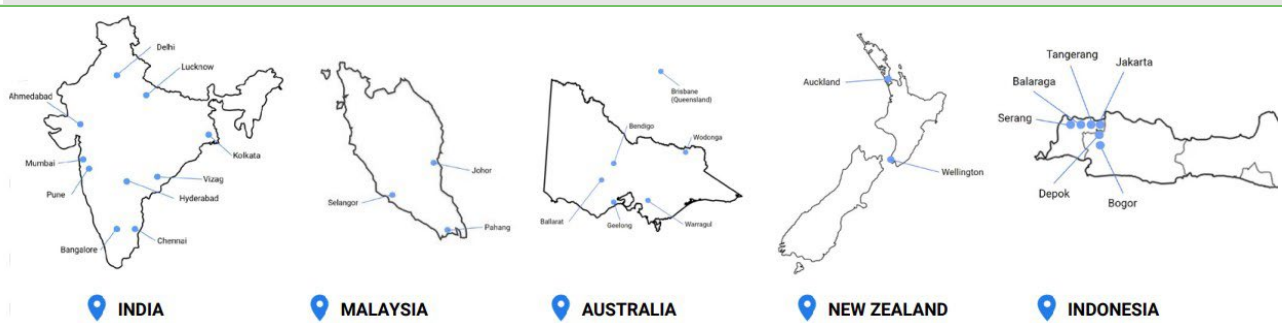 Delhi
Lucknow
Ahmedabad
Kolkata
Mumbai
Pune
Vizag
Hyderabad
Bangalore
Chennai
INDIA
Johor
Selangor
Pahang
MALAYSIA
Brisbane
(Queensland)
Bendigo
Wodonga
Ballarat
Geelong
Warragul
AUSTRALIA
Auckland
Wellington
NEW ZEALAND
Tangerang
Jakarta
Balaraga
Serang
Depok
Bogor
INDONESIA